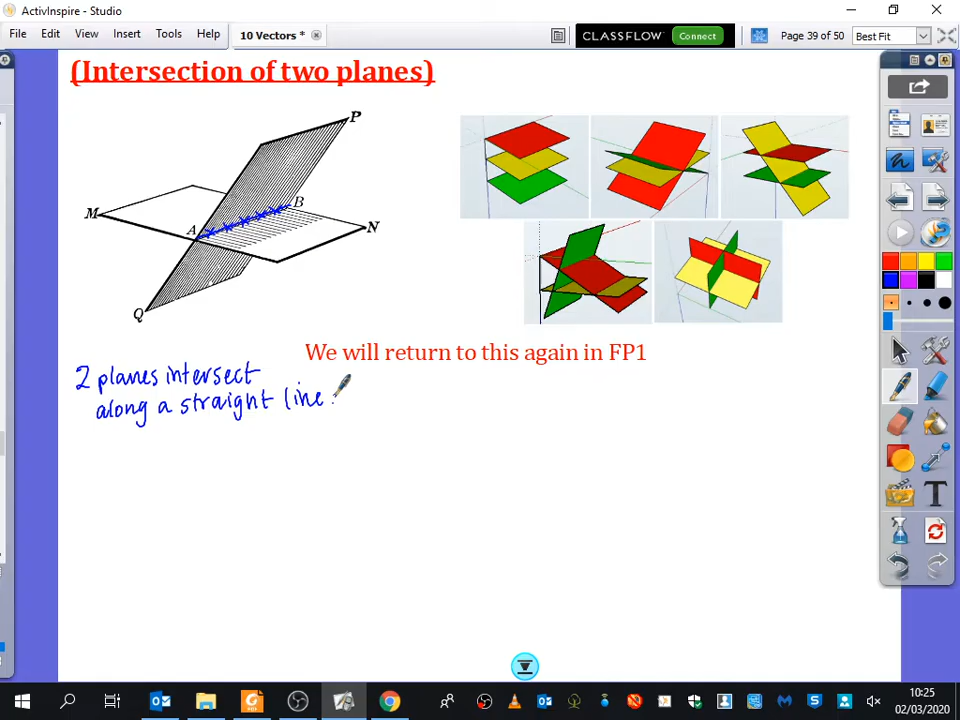 ActivInspire - Studio
File Edit View Insert Tools Help
10 Vectors *
CLASSFLOW Connect
Page 39 of 50
Best Fit
(Intersection of two planes)
P
M
A
B
N
Q
We will return to this again in FP1
2 planes intersect
along a straight line.
T
10:25
02/03/2020